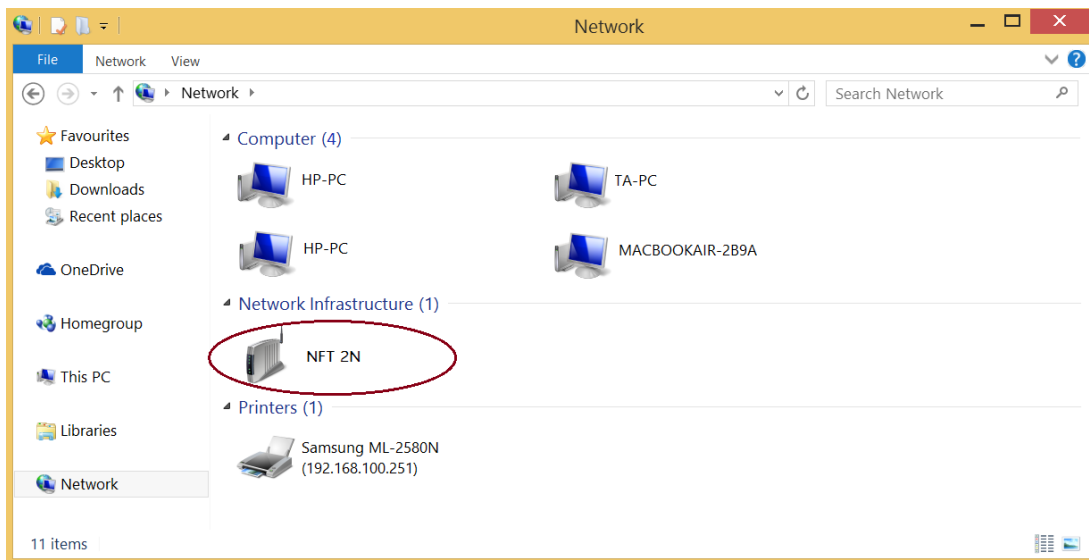 Network
File Network View
Network
Search Network
Favourites
Desktop
Downloads
Recent places
OneDrive
Homegroup
This PC
Libraries
Network
Computer (4)
HP-PC
TA-PC
HP-PC
MACBOOKAIR-2B9A
Network Infrastructure (1)
NFT 2N
Printers (1)
Samsung ML-2580N
(192.168.100.251)
11 items